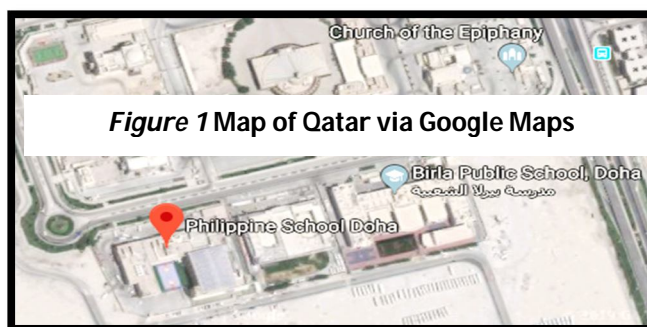 Church of the Epiphany
Figure 1 Map of Qatar via Google Maps
Birla Public School, Doha
مدرسة بيرلا الشعبية
Philippine School Doha